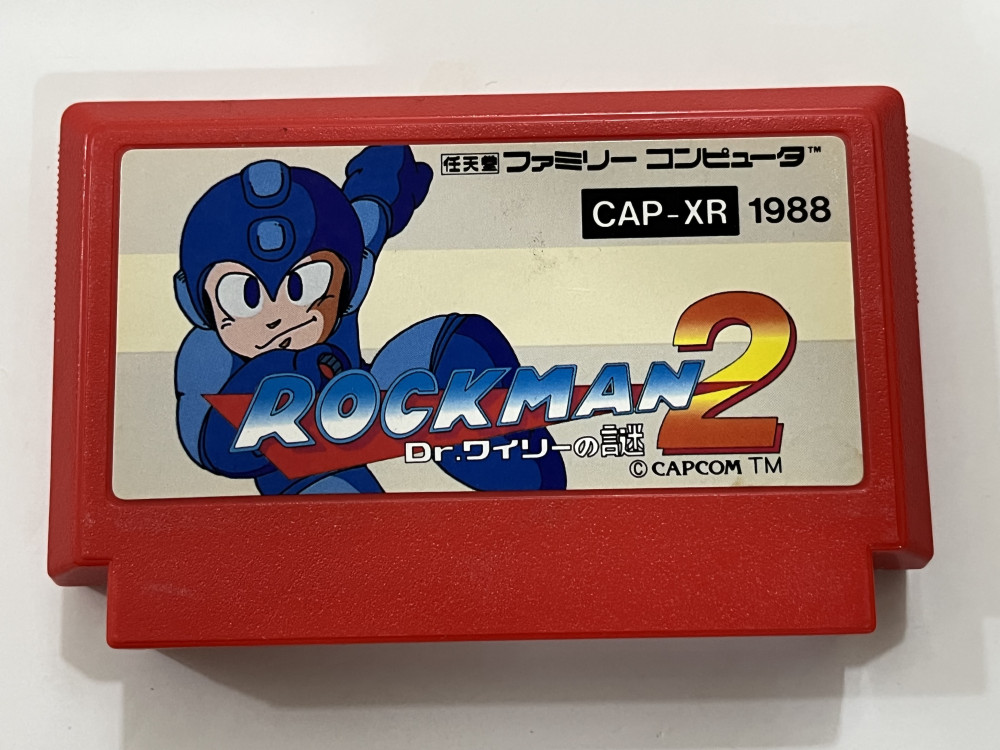 任天堂 ファミリー コンピュータ™
CAP-XR 1988
ROCKMAN 2
Dr.ワイリーの謎
© CAPCOM TM